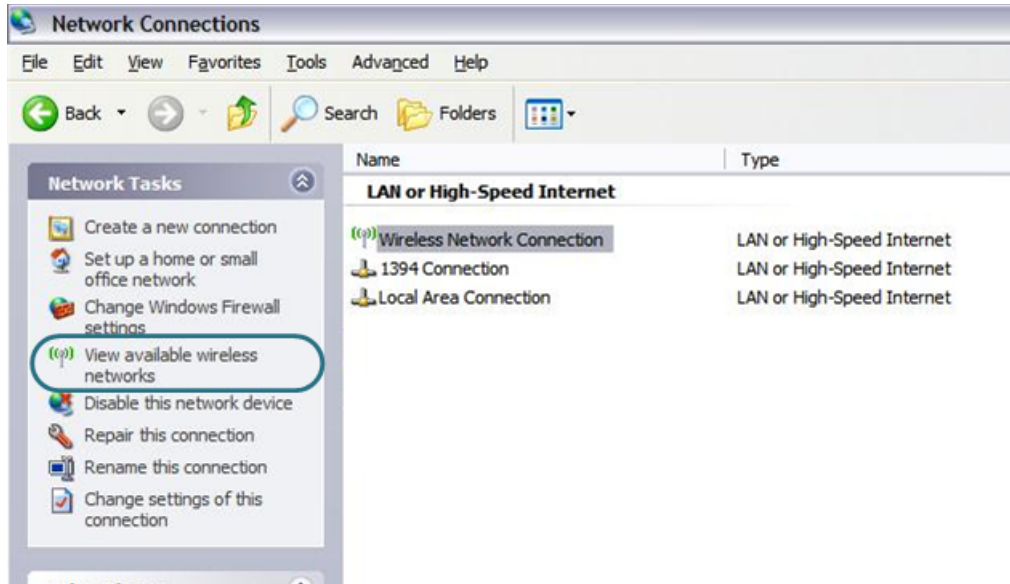 Network Connections
File Edit View Favorites Tools Advanced Help
Back Search Folders
Name Type
Network Tasks
Create a new connection
Set up a home or small
office network
Change Windows Firewall
settings
View available wireless
networks
Disable this network device
Repair this connection
Rename this connection
Change settings of this
connection
LAN or High-Speed Internet
Wireless Network Connection LAN or High-Speed Internet
1394 Connection LAN or High-Speed Internet
Local Area Connection LAN or High-Speed Internet